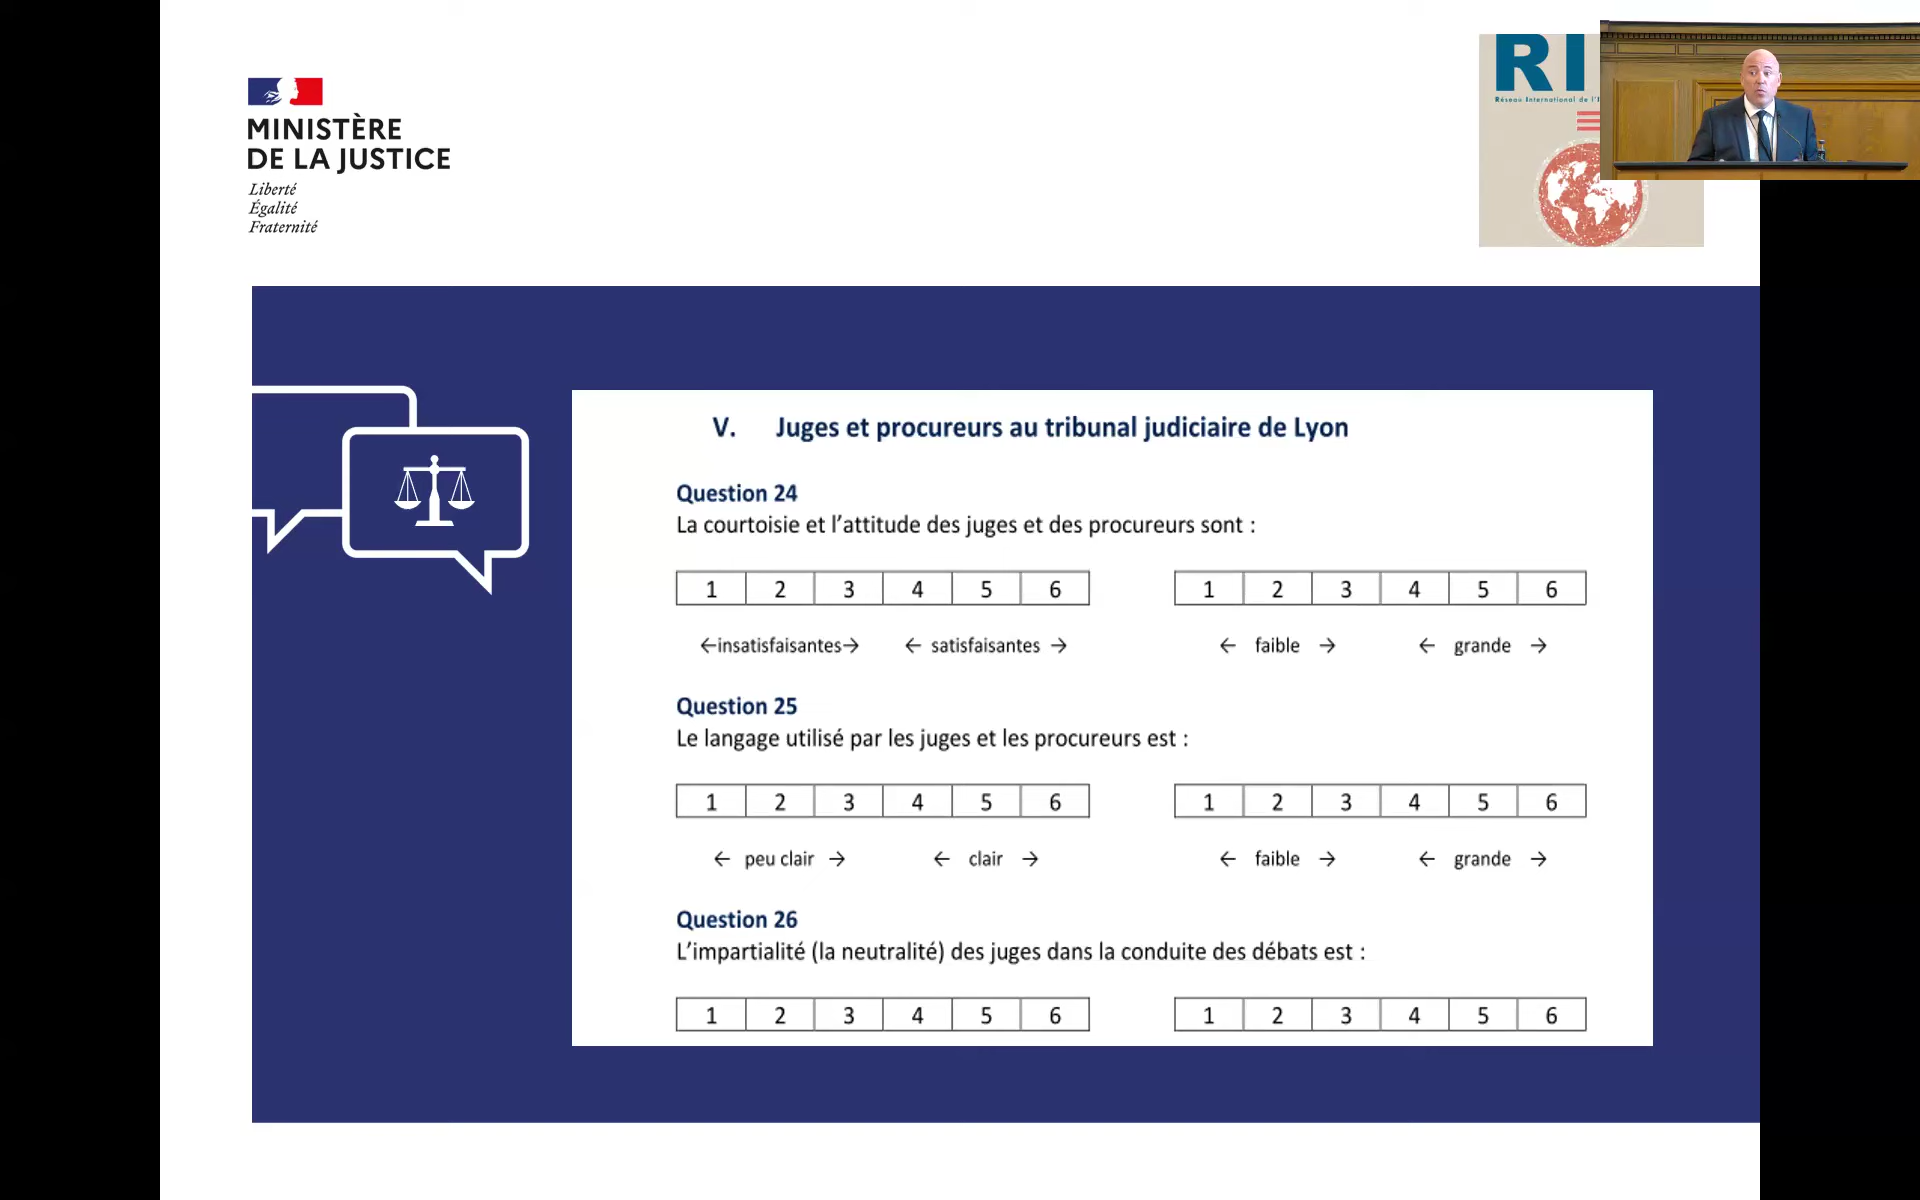 MINISTÈRE
DE LA JUSTICE
Liberté
Égalité
Fraternité
RI
Réseau International de l'I
V. Juges et procureurs au tribunal judiciaire de Lyon
Question 24
La courtoisie et l'attitude des juges et des procureurs sont :
1 2 3 4 5 6 1 2 3 4 5 6
←insatisfaisantes→ ← satisfaisantes → ← faible → ← grande →
Question 25
Le langage utilisé par les juges et les procureurs est :
1 2 3 4 5 6 1 2 3 4 5 6
← peu clair → ← clair → ← faible → ← grande →
Question 26
L'impartialité (la neutralité) des juges dans la conduite des débats est :
1 2 3 4 5 6 1 2 3 4 5 6